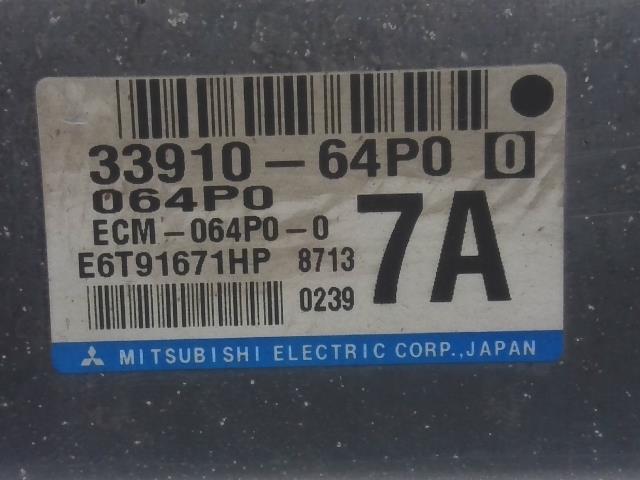 33910-64P0 0
064P0
ECM-064P0-0
E6T91671HP 8713
0239
7A
MITSUBISHI ELECTRIC CORP., JAPAN